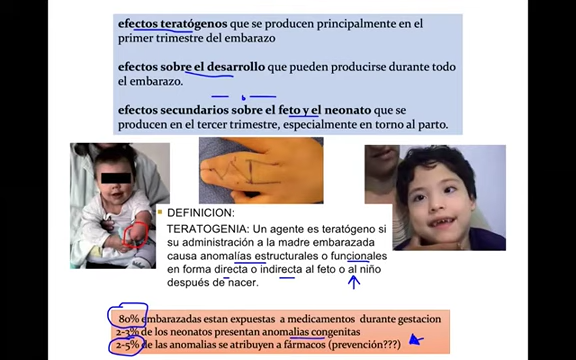 efectos teratógenos que se producen principalmente en el
primer trimestre del embarazo
efectos sobre el desarrollo que pueden producirse durante todo
el embarazo.
efectos secundarios sobre el feto y el neonato que se
producen en el tercer trimestre, especialmente en torno al parto.
DEFINICION:
TERATOGENIA: Un agente es teratógeno si
su administración a la madre embarazada
causa anomalías estructurales o funcionales
en forma directa o indirecta al feto o al niño
después de nacer.
80% embarazadas estan expuestas a medicamentos durante gestacion
2-3% de los neonatos presentan anomalias congenitas
2-5% de las anomalias se atribuyen a fármacos (prevención???)